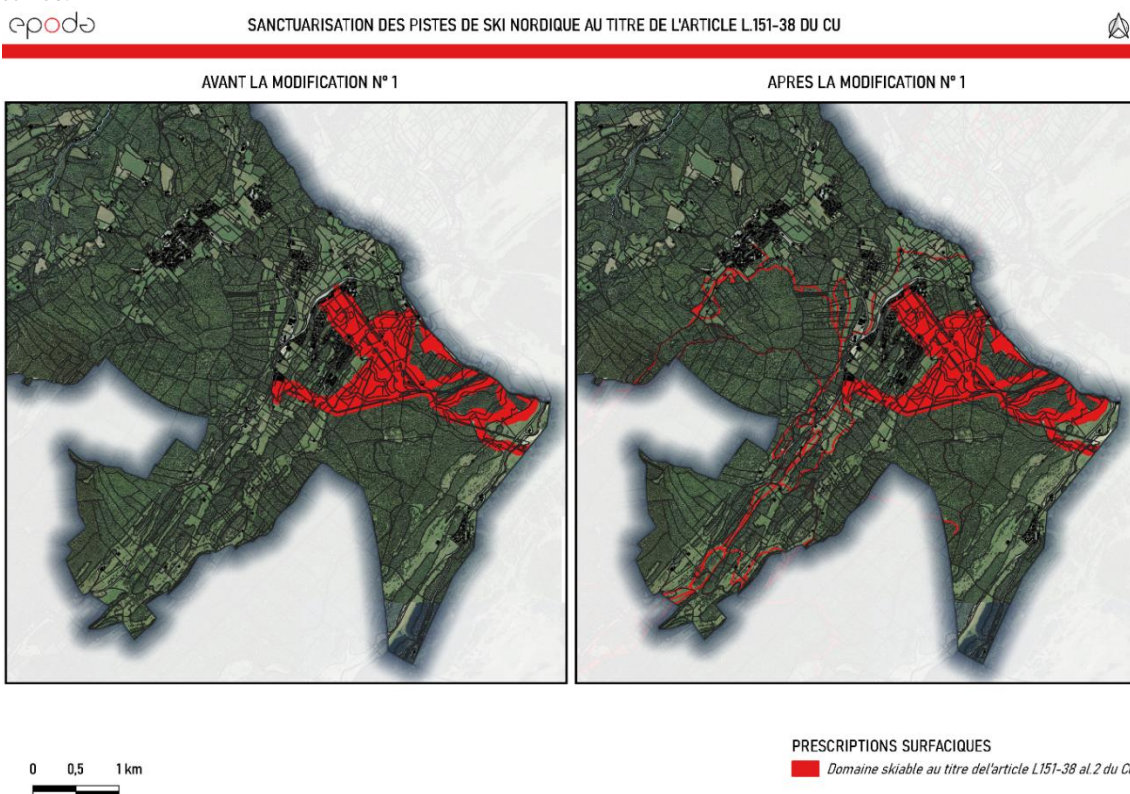 epode
SANCTUARISATION DES PISTES DE SKI NORDIQUE AU TITRE DE L'ARTICLE L.151-38 DU CU
AVANT LA MODIFICATION N° 1
APRES LA MODIFICATION N° 1
PRESCRIPTIONS SURFACIQUES
Domaine skiable au titre del'article L151-38 al.2 du
0 0,5 1 km